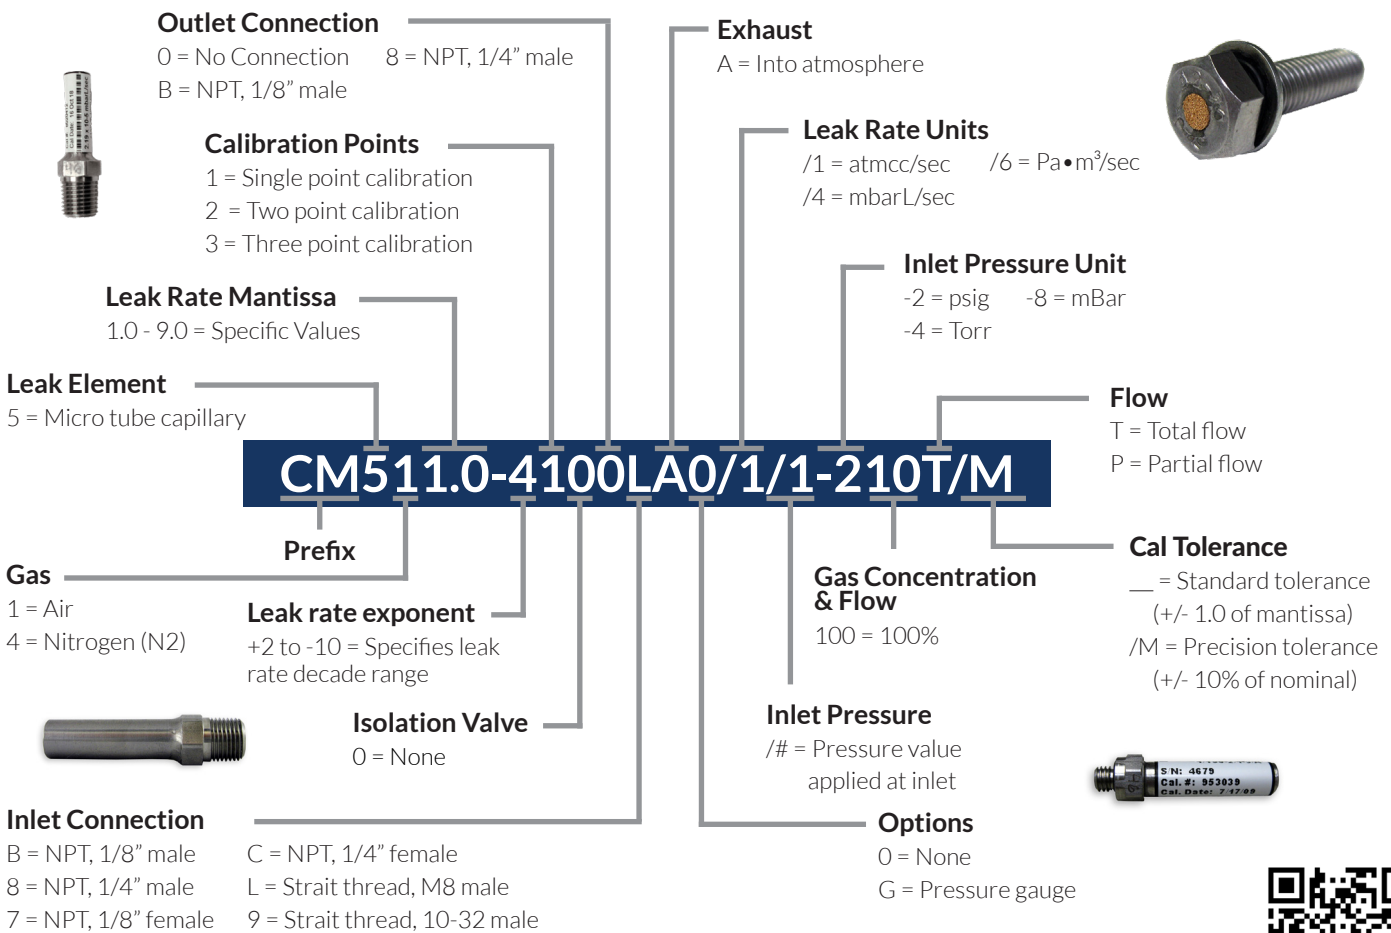 Outlet Connection
0 = No Connection 8 = NPT, 1/4” male
B = NPT, 1/8” male
Exhaust
A = Into atmosphere
Calibration Points
1 = Single point calibration
2 = Two point calibration
3 = Three point calibration
Leak Rate Units
/1 = atmcc/sec /6 = Pa•m³/sec
/4 = mbarL/sec
Leak Rate Mantissa
1.0 - 9.0 = Specific Values
Inlet Pressure Unit
-2 = psig -8 = mBar
-4 = Torr
Leak Element
5 = Micro tube capillary
Flow
T = Total flow
P = Partial flow
CM511.0-4100LA0/1/1-210T/M
Prefix
Gas
1 = Air
4 = Nitrogen (N2)
Leak rate exponent
+2 to -10 = Specifies leak
rate decade range
Gas Concentration
& Flow
100 = 100%
Cal Tolerance
__ = Standard tolerance
(+/- 1.0 of mantissa)
/M = Precision tolerance
(+/- 10% of nominal)
Isolation Valve
0 = None
Inlet Pressure
/# = Pressure value
applied at inlet
S/N: 4679
Cal. #: 953039
Cal. Date: 7/17/09
Inlet Connection
B = NPT, 1/8” male C = NPT, 1/4” female
8 = NPT, 1/4” male L = Strait thread, M8 male
7 = NPT, 1/8” female 9 = Strait thread, 10-32 male
Options
0 = None
G = Pressure gauge